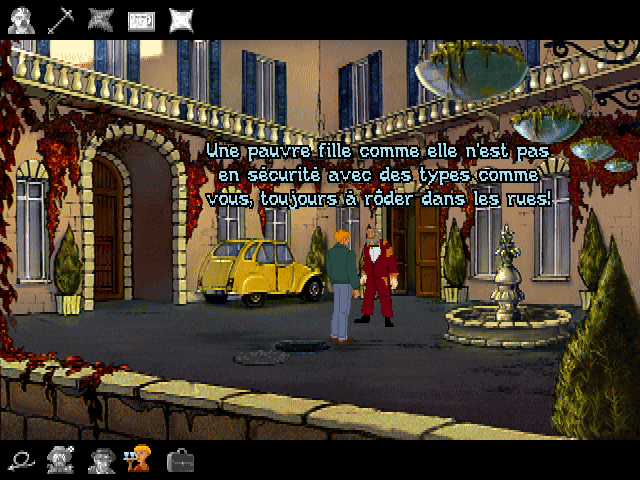 Une pauvre fille comme elle n'est pas
en sécurité avec des types comme
vous, toujours à rôder dans les rues!